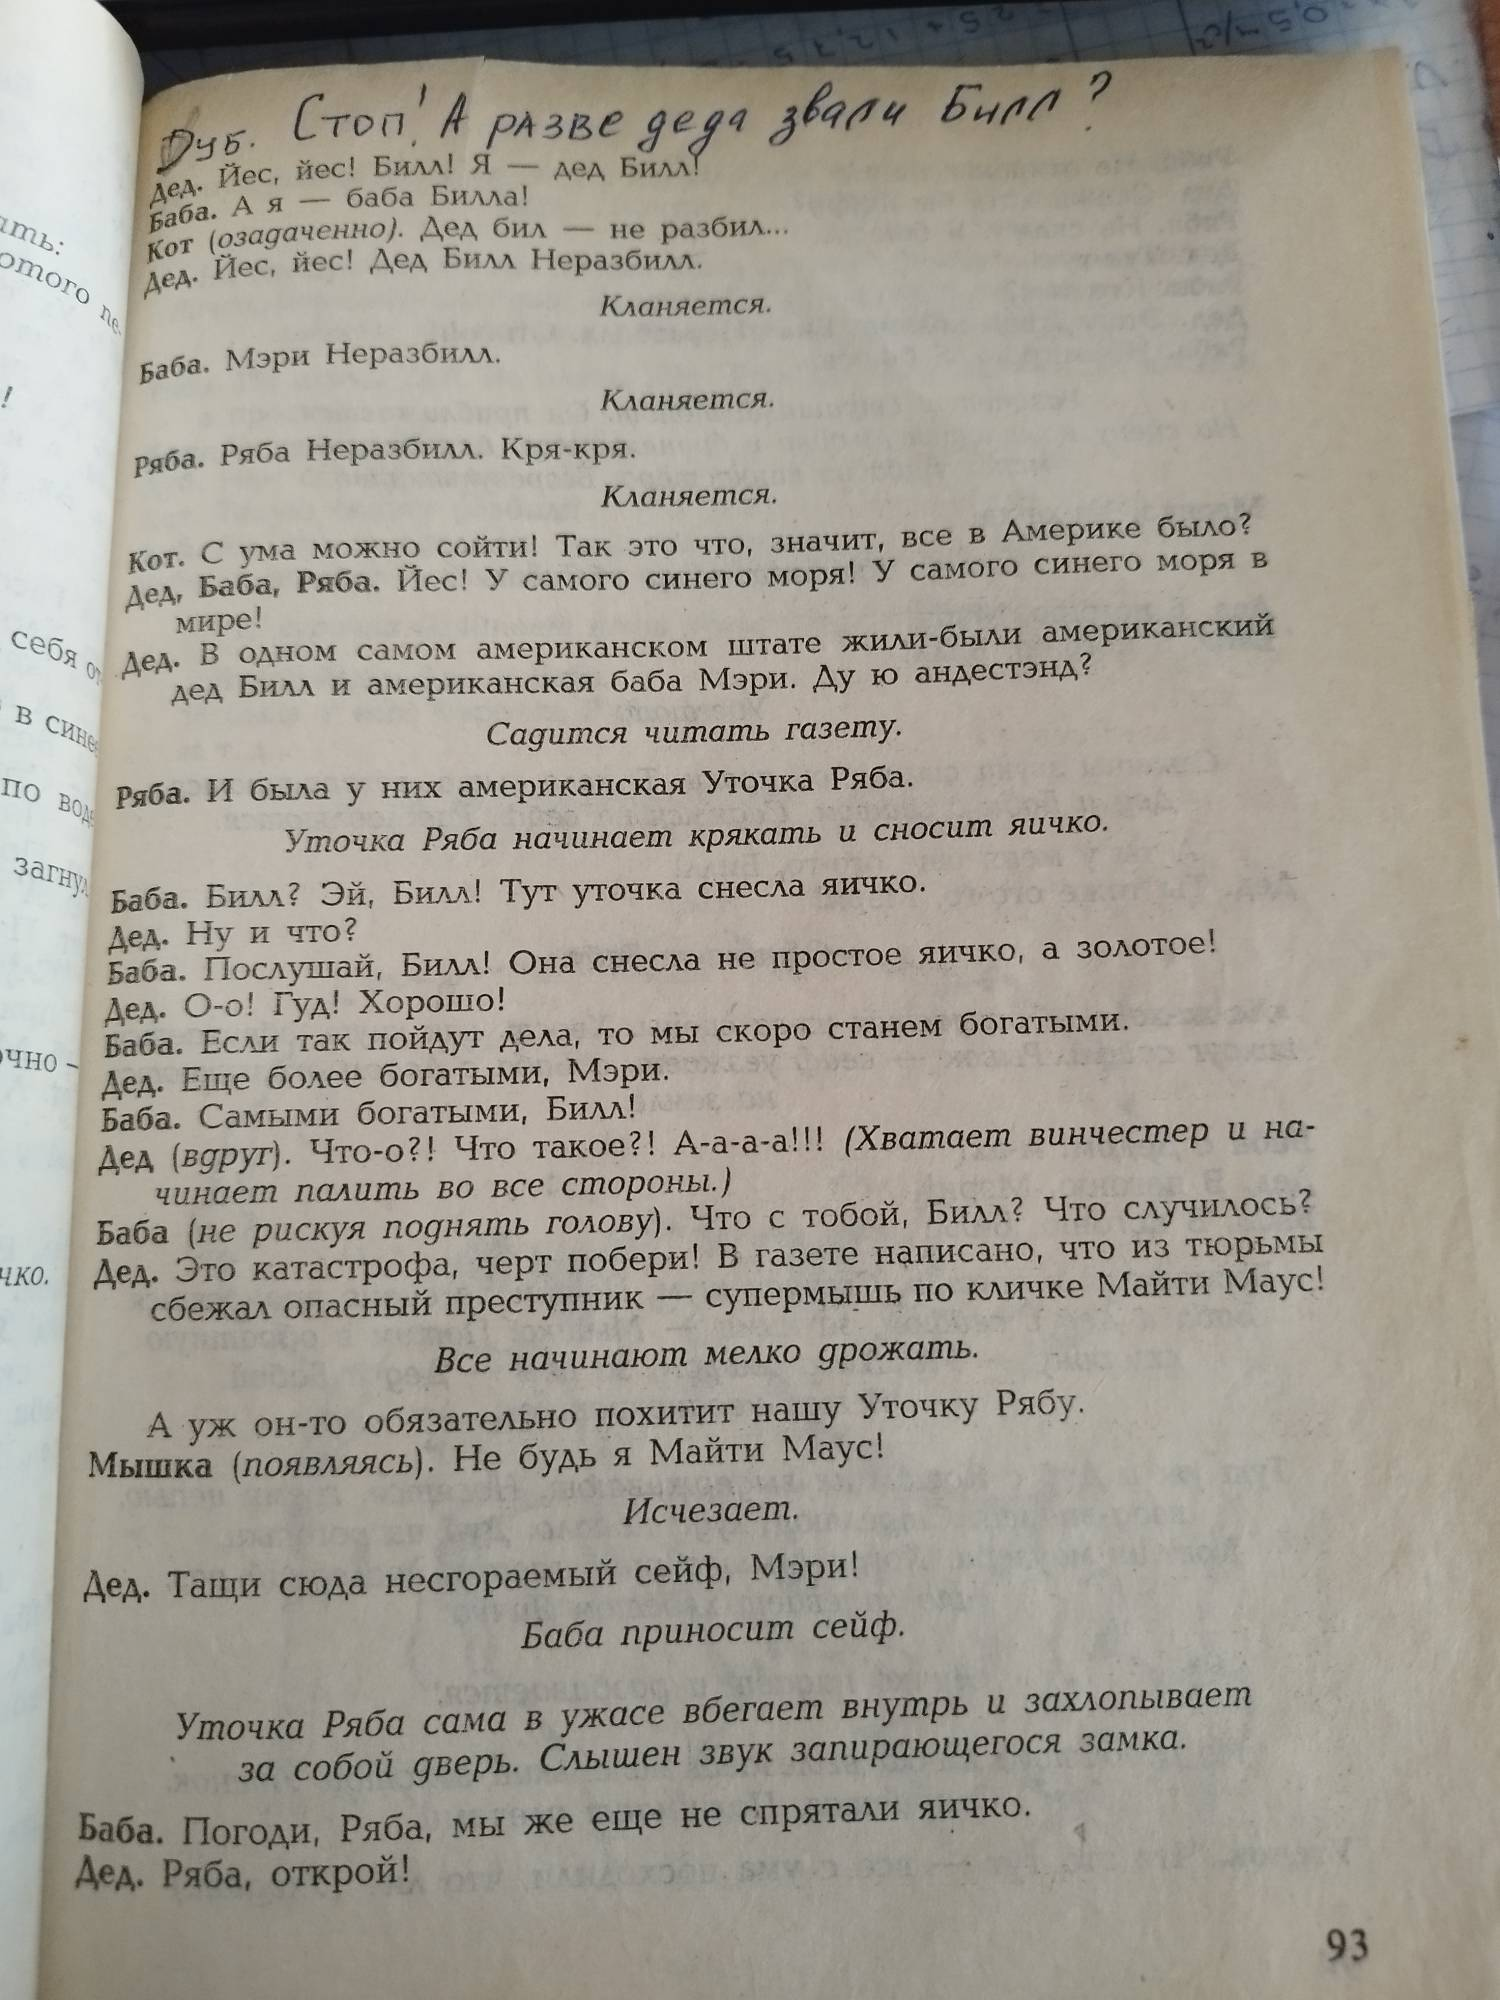 Дуб. Стоп! А разве деда звали Билл?
Дед. Йес, йес! Билл! Я — дед Билл!
Баба. А я — баба Билла!
Кот (озадаченно). Дед бил — не разбил...
Дед. Йес, йес! Дед Билл Неразбилл.
Кланяется.
Баба. Мэри Неразбилл.
Кланяется.
Ряба. Ряба Неразбилл. Кря-кря.
Кланяется.
Кот. С ума можно сойти! Так это что, значит, все в Америке было?
Дед, Баба, Ряба. Йес! У самого синего моря! У самого синего моря в
мире!
Дед. В одном самом американском штате жили-были американский
дед Билл и американская баба Мэри. Ду ю андестэнд?
Садится читать газету.
Ряба. И была у них американская Уточка Ряба.
Уточка Ряба начинает крякать и сносит яичко.
Баба. Билл? Эй, Билл! Тут уточка снесла яичко.
Дед. Ну и что?
Баба. Послушай, Билл! Она снесла не простое яичко, а золотое!
Дед. О-о! Гуд! Хорошо!
Баба. Если так пойдут дела, то мы скоро станем богатыми.
Дед. Еще более богатыми, Мэри.
Баба. Самыми богатыми, Билл!
Дед (вдруг). Что-о?! Что такое?! А-а-а-а!!! (Хватает винчестер и на-
чинает палить во все стороны.)
Баба (не рискуя поднять голову). Что с тобой, Билл? Что случилось?
Дед. Это катастрофа, черт побери! В газете написано, что из тюрьмы
сбежал опасный преступник — супермышь по кличке Майти Маус!
Все начинают мелко дрожать.
А уж он-то обязательно похитит нашу Уточку Рябу.
Мышка (появляясь). Не будь я Майти Маус!
Исчезает.
Дед. Тащи сюда несгораемый сейф, Мэри!
Баба приносит сейф.
Уточка Ряба сама в ужасе вбегает внутрь и захлопывает
за собой дверь. Слышен звук запирающегося замка.
Баба. Погоди, Ряба, мы же еще не спрятали яичко.
Дед. Ряба, открой!
93